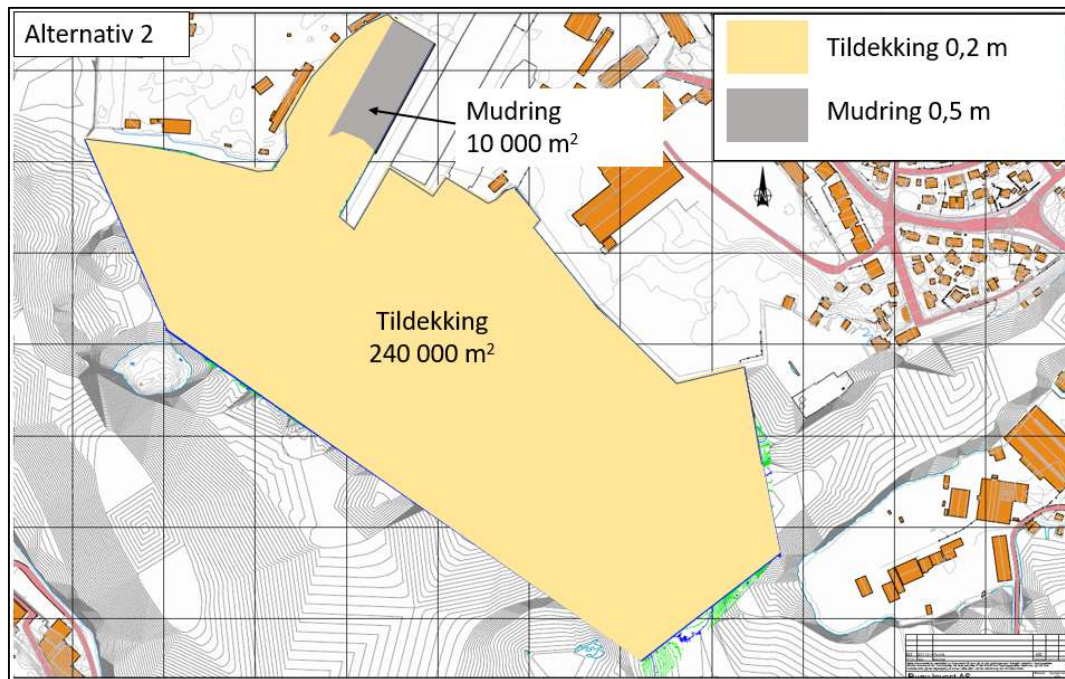 Alternativ 2
Tildekking 0,2 m
Mudring 0,5 m
Mudring
10 000 m²
Tildekking
240 000 m²